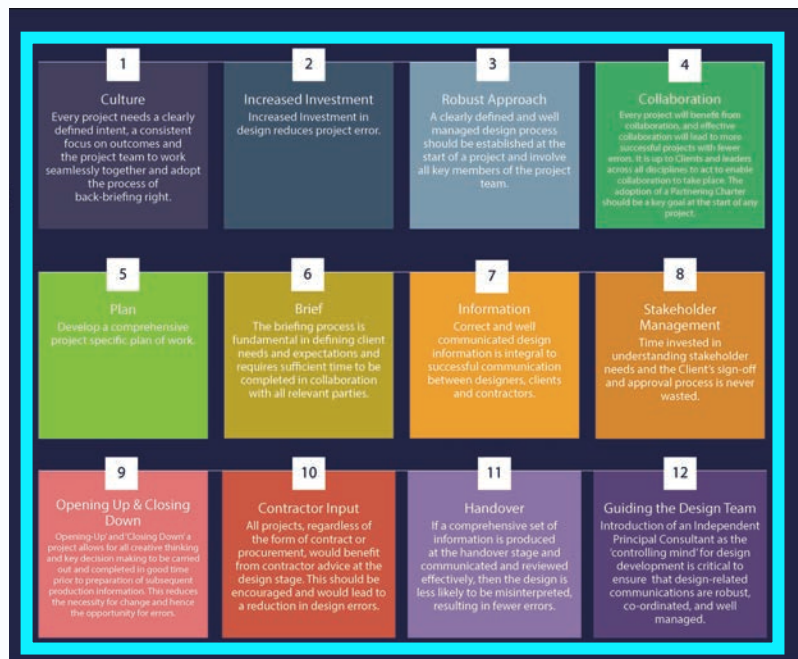 1
Culture
Every project needs a clearly
defined intent, a consistent
focus on outcomes and
the project team to work
seamlessly together and adopt
the process of
back-briefing right.
2
Increased Investment
Increased Investment in
design reduces project error.
3
Robust Approach
A clearly defined and well
managed design process
should be established at the
start of a project and involve
all key members of the project
team.
4
Collaboration
Every project will benefit from
collaboration, and effective
collaboration will lead to more
successful projects with fewer
errors. It is up to Clients and leaders
across all disciplines to act to enable
collaboration to take place. The
adoption of a Partnering Charter
should be a key goal at the start of any
project.
5
Plan
Develop a comprehensive
project specific plan of work.
6
Brief
The briefing process is
fundamental in defining client
needs and expectations and
requires sufficient time to be
completed in collaboration
with all relevant parties.
7
Information
Correct and well
communicated design
information is integral to
successful communication
between designers, clients
and contractors.
8
Stakeholder
Management
Time invested in
understanding stakeholder
needs and the Client's sign-off
and approval process is never
wasted.
9
Opening Up & Closing
Down
Opening-Up' and 'Closing Down' a
project allows for all creative thinking
and key decision making to be carried
out and completed in good time
prior to preparation of subsequent
production information. This reduces
the necessity for change and hence
the opportunity for errors.
10
Contractor Input
All projects, regardless of
the form of contract or
procurement, would benefit
from contractor advice at the
design stage. This should be
encouraged and would lead to
a reduction in design errors.
11
Handover
If a comprehensive set of
information is produced
at the handover stage and
communicated and reviewed
effectively, then the design is
less likely to be misinterpreted,
resulting in fewer errors.
12
Guiding the Design Team
Introduction of an Independent
Principal Consultant as the
'controlling mind' for design
development is critical to
ensure that design-related
communications are robust,
co-ordinated, and well
managed.